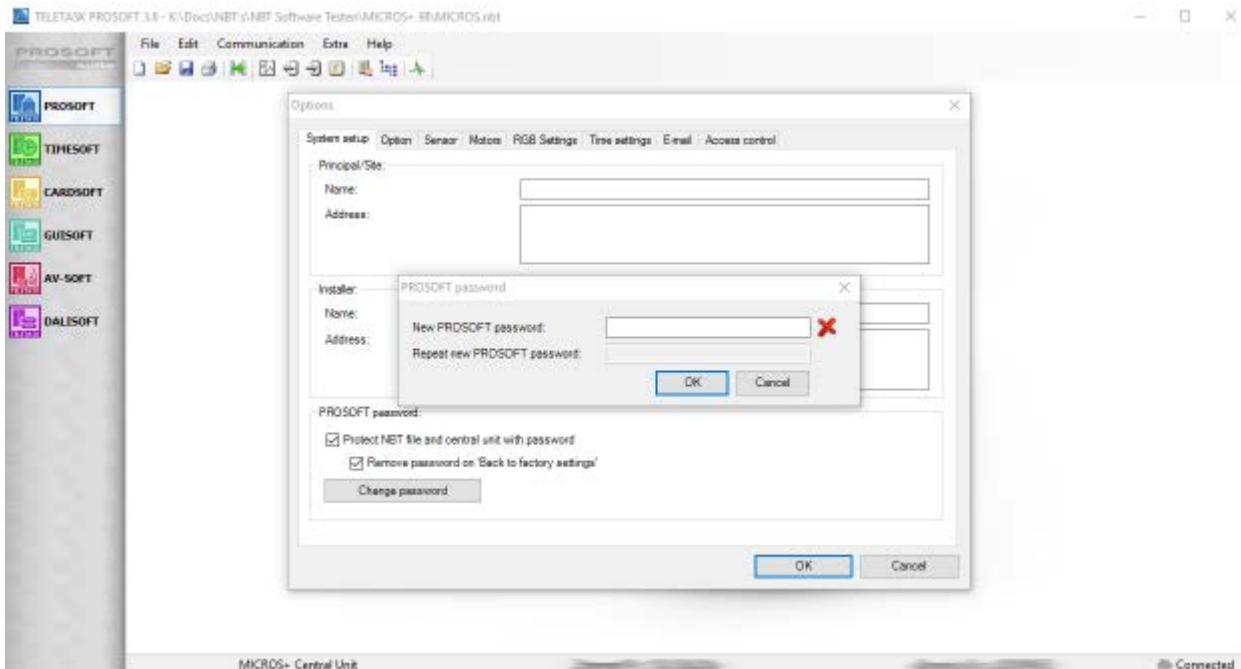 TELETASK PROSOFT 3.8 - K:\Docs\NBT's\NBT Software Tester\MICROS+ BB\MICROS.nbt
PROSOFT
File Edit Communication Extra Help
PROSOFT
TIMESOFT
CARDSOFT
GUISOFT
AV-SOFT
DALISOFT
Options
System setup Option Sensor Motors RGB Settings Time settings E-mail Access control
Principal/Site:
Name:
Address:
Installer:
Name:
Address:
PROSOFT password
New PROSOFT password:
Repeat new PROSOFT password:
OK Cancel
PROSOFT password:
Protect NBT file and central unit with password
Remove password on 'Back to factory settings'
Change password
OK Cancel
MICROS+ Central Unit
Connected